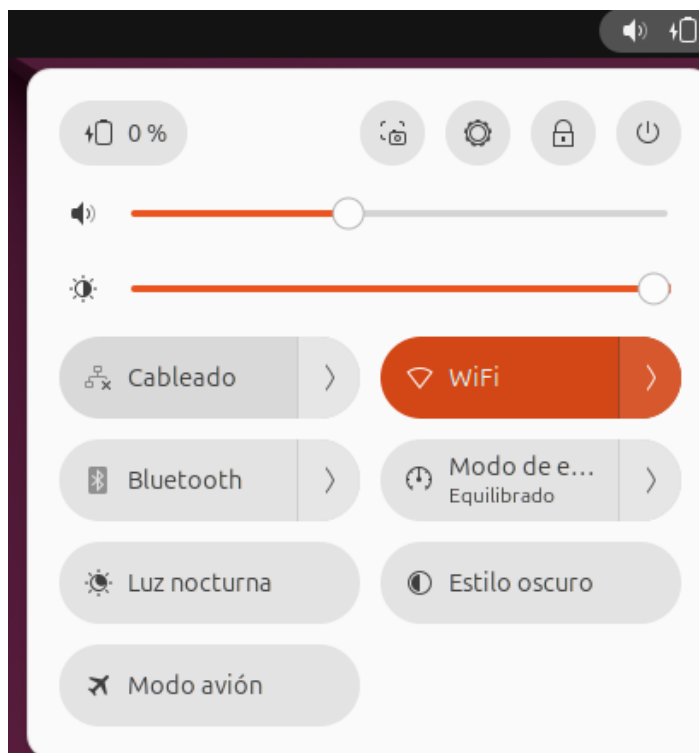 0 %
Cableado
WiFi
Bluetooth
Modo de e...
Equilibrado
Luz nocturna
Estilo oscuro
Modo avión